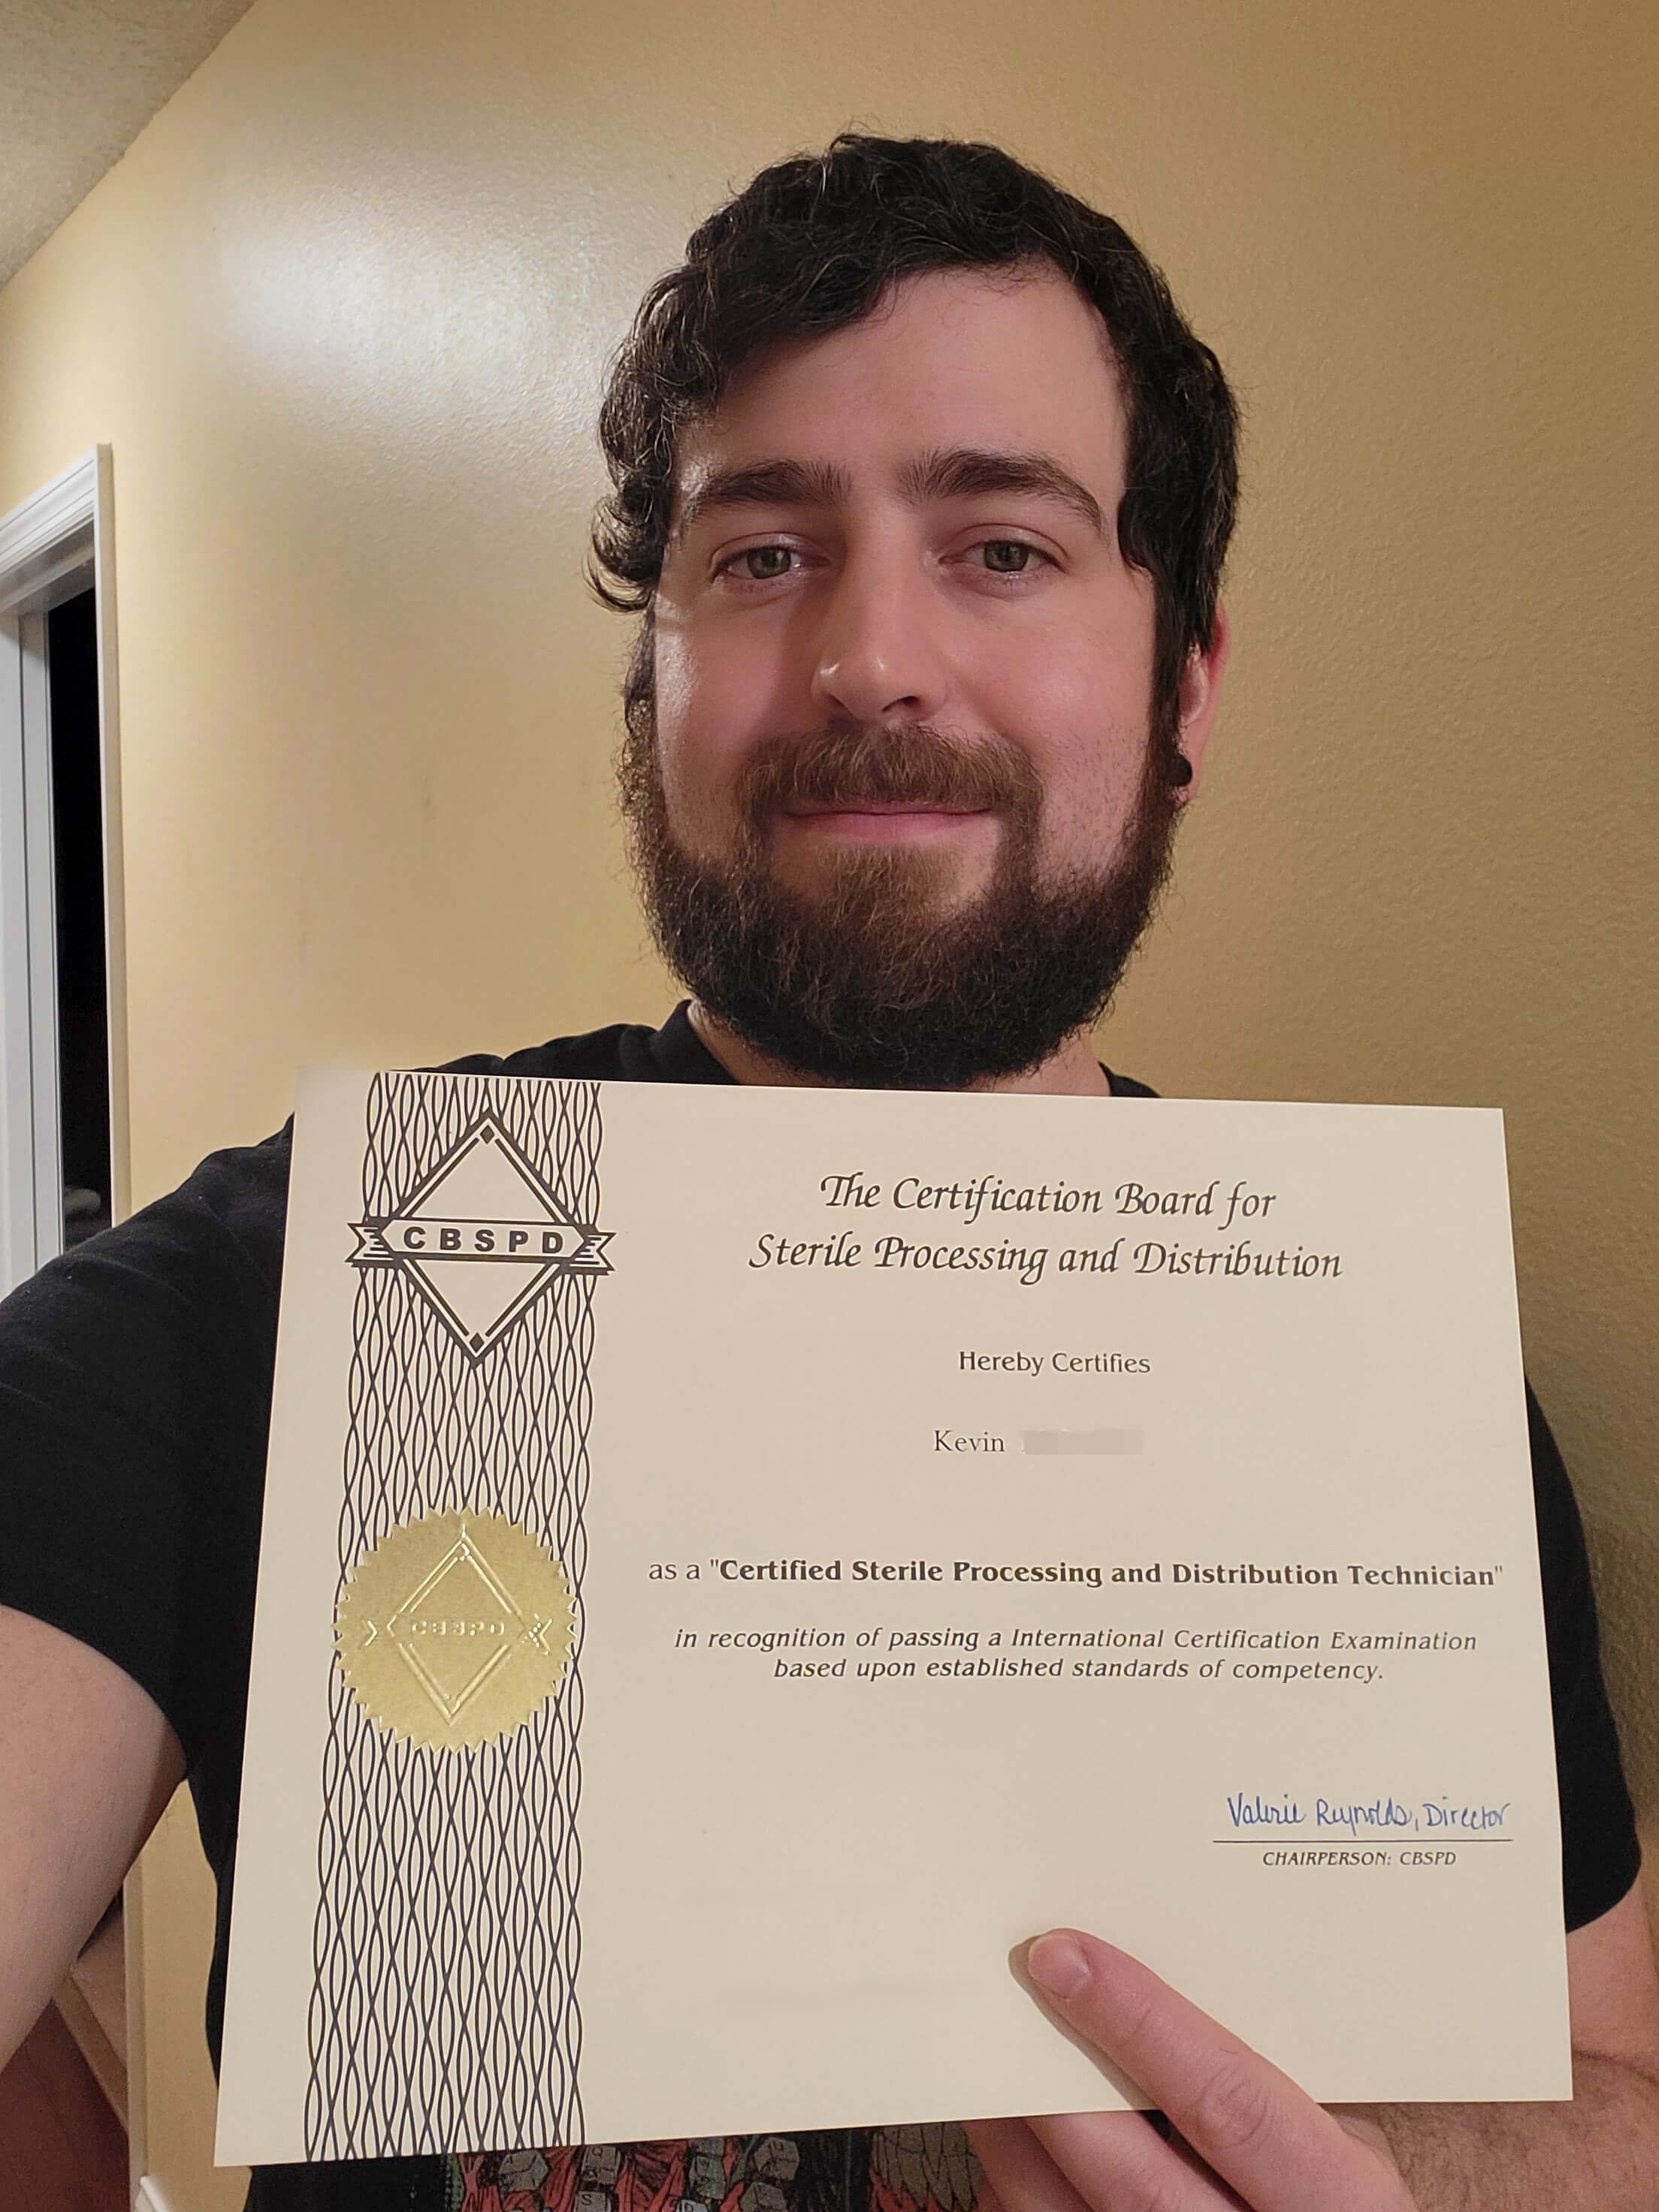 CBSPD
The Certification Board for
Sterile Processing and Distribution
Hereby Certifies
Kevin
as a "Certified Sterile Processing and Distribution Technician"
in recognition of passing a International Certification Examination
based upon established standards of competency.
CBSPD
Valerie Reynolds, Director
CHAIRPERSON: CBSPD